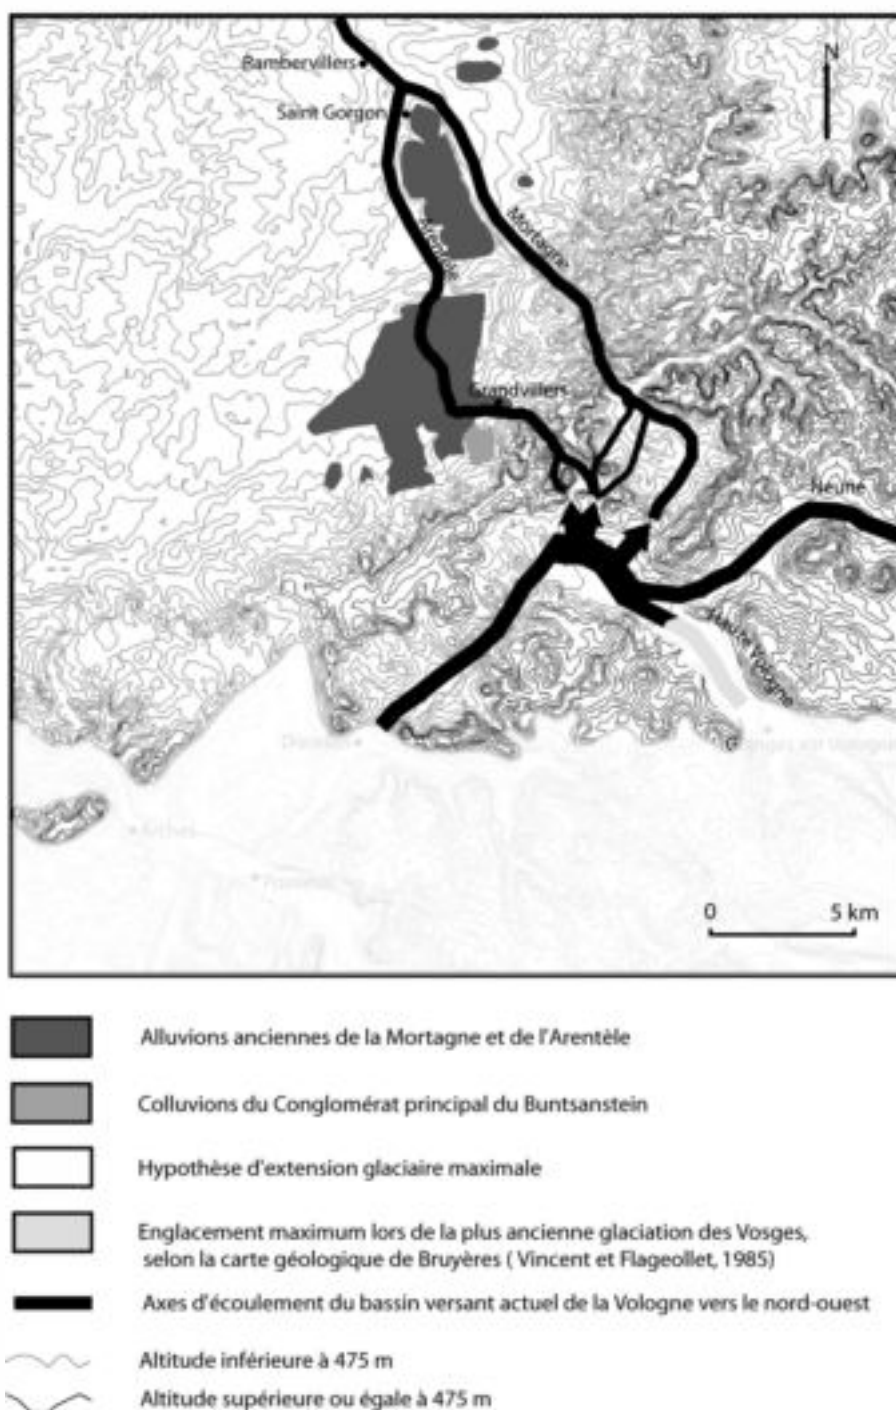 Rambervillers
N
Saint Gorgon
Mortagne
Arentèle
Grandvillers
Neuné
Haute Vologne
0 5 km
Alluvions anciennes de la Mortagne et de l'Arentèle
Colluvions du Conglomérat principal du Buntsanstein
Hypothèse d'extension glaciaire maximale
Englacement maximum lors de la plus ancienne glaciation des Vosges,
selon la carte géologique de Bruyères ( Vincent et Flageollet, 1985)
Axes d'écoulement du bassin versant actuel de la Vologne vers le nord-ouest
Altitude inférieure à 475 m
Altitude supérieure ou égale à 475 m